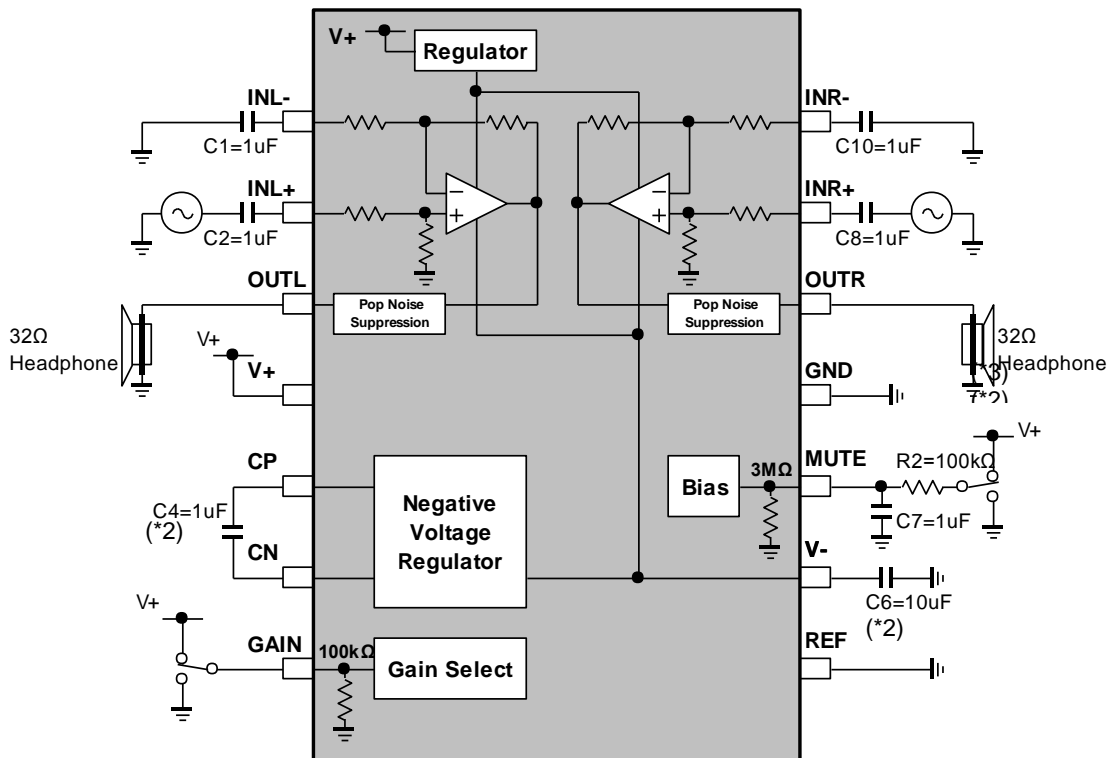 V+
Regulator
INL-
C1=1uF
INL+
C2=1uF
OUTL
32Ω
Headphone
V+
V+
CP
C4=1uF
(*2)
CN
V+
GAIN
INR-
C10=1uF
INR+
C8=1uF
OUTR
32Ω
Headphone
(*3)
(*2)
GND
MUTE
V+
R2=100kΩ
C7=1uF
V-
C6=10uF
(*2)
REF
−
+
−
+
Pop Noise
Suppression
Pop Noise
Suppression
Negative
Voltage
Regulator
Bias
3MΩ
100kΩ
Gain Select